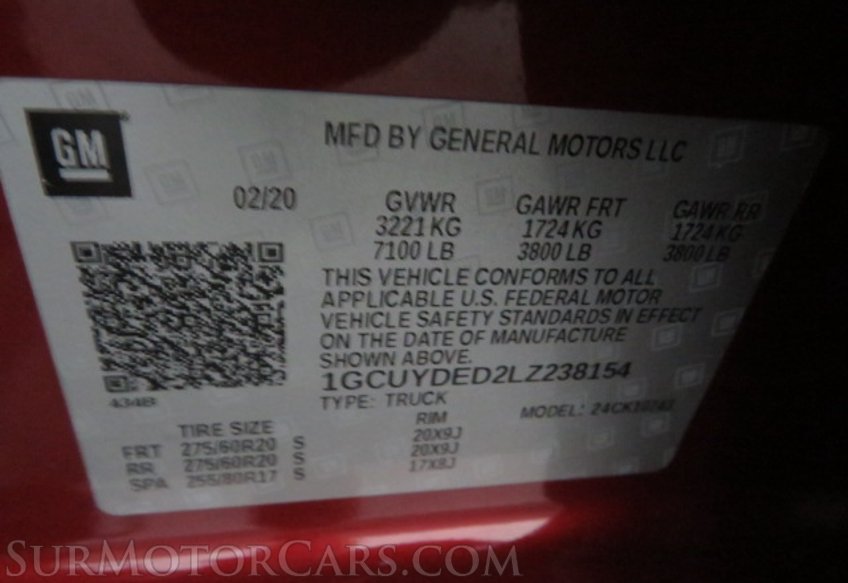 GM
MFD BY GENERAL MOTORS LLC
02/20 GVWR GAWR FRT GAWR RR
3221 KG 1724 KG 1724 KG
7100 LB 3800 LB 3800 LB
THIS VEHICLE CONFORMS TO ALL
APPLICABLE U.S. FEDERAL MOTOR
VEHICLE SAFETY STANDARDS IN EFFECT
ON THE DATE OF MANUFACTURE
SHOWN ABOVE.
1GCUYDED2LZ238154
434B
TYPE: TRUCK MODEL:
TIRE SIZE RIM
FRT 275/60R20 S 20X9J
RR 275/60R20 S 20X9J
SPA 255/80R17 S 17X8J
SurMotorCars.com